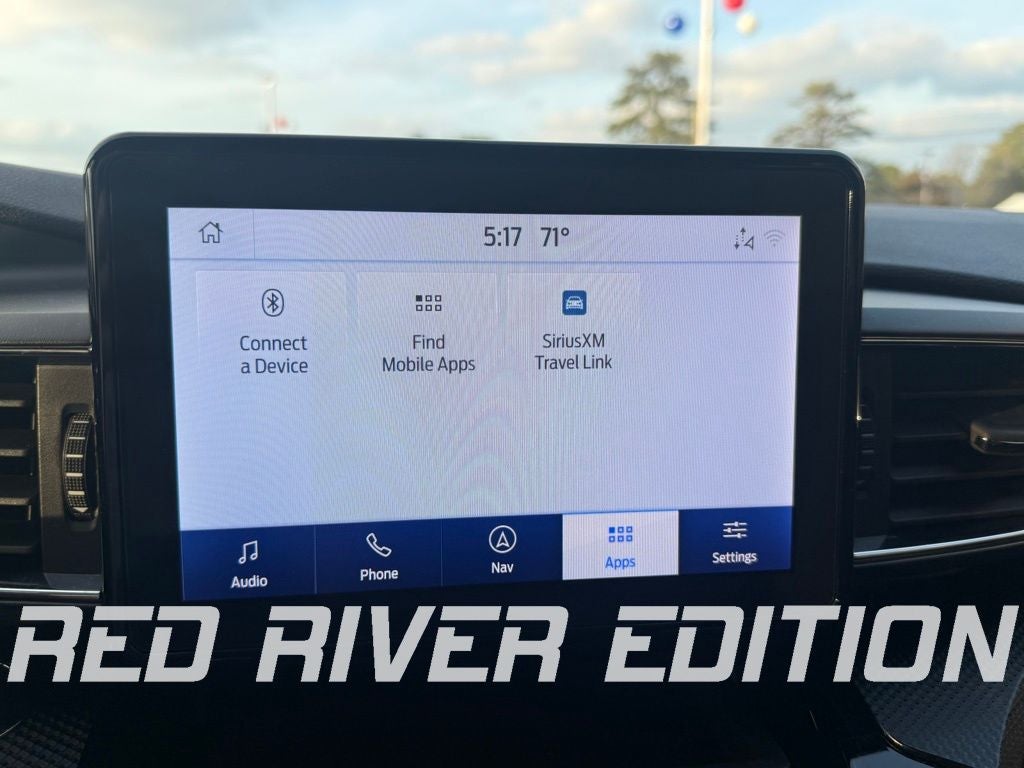 5:17 71°
Connect
a Device
Find
Mobile Apps
SiriusXM
Travel Link
Audio
Phone
Nav
Apps
Settings
RED RIVER EDITION